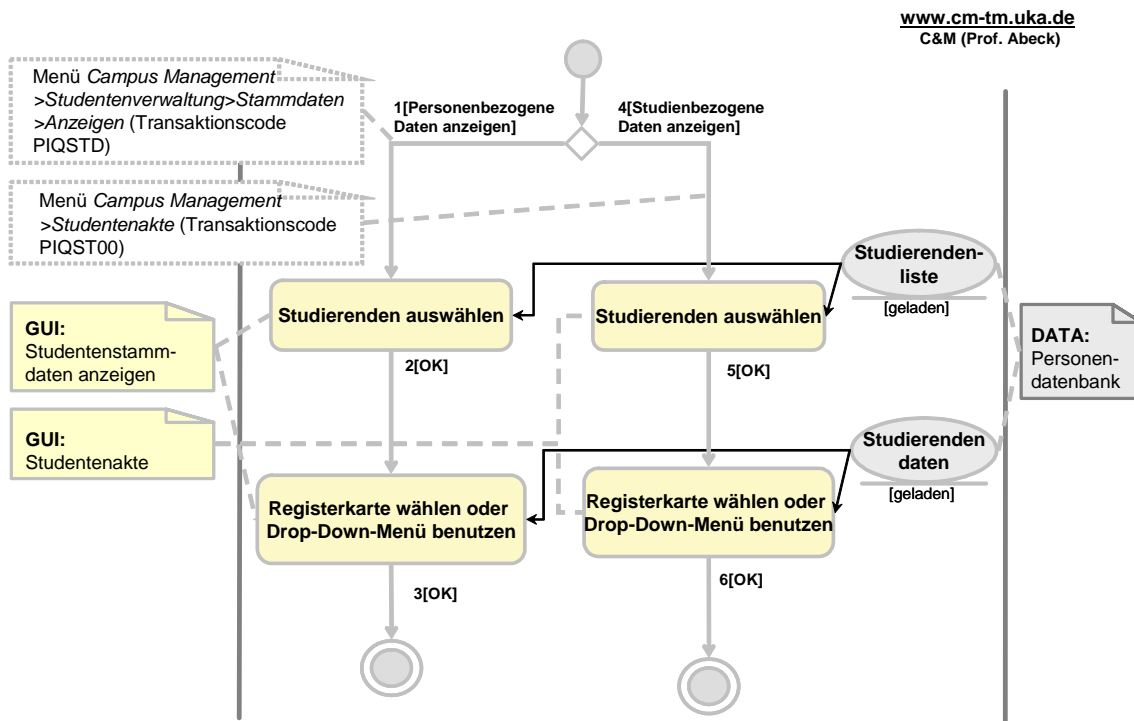 www.cm-tm.uka.de
C&M (Prof. Abeck)
Menü Campus Management
>Studentenverwaltung>Stammdaten
>Anzeigen (Transaktionscode
PIQSTD)
1[Personenbezogene
Daten anzeigen]
4[Studienbezogene
Daten anzeigen]
Menü Campus Management
>Studentenakte (Transaktionscode
PIQST00)
Studierenden-
liste
[geladen]
Studierenden auswählen
Studierenden auswählen
GUI:
Studentenstamm-
daten anzeigen
DATA:
Personen-
datenbank
2[OK]
5[OK]
GUI:
Studentenakte
Studierenden
daten
[geladen]
Registerkarte wählen oder
Drop-Down-Menü benutzen
Registerkarte wählen oder
Drop-Down-Menü benutzen
3[OK]
6[OK]